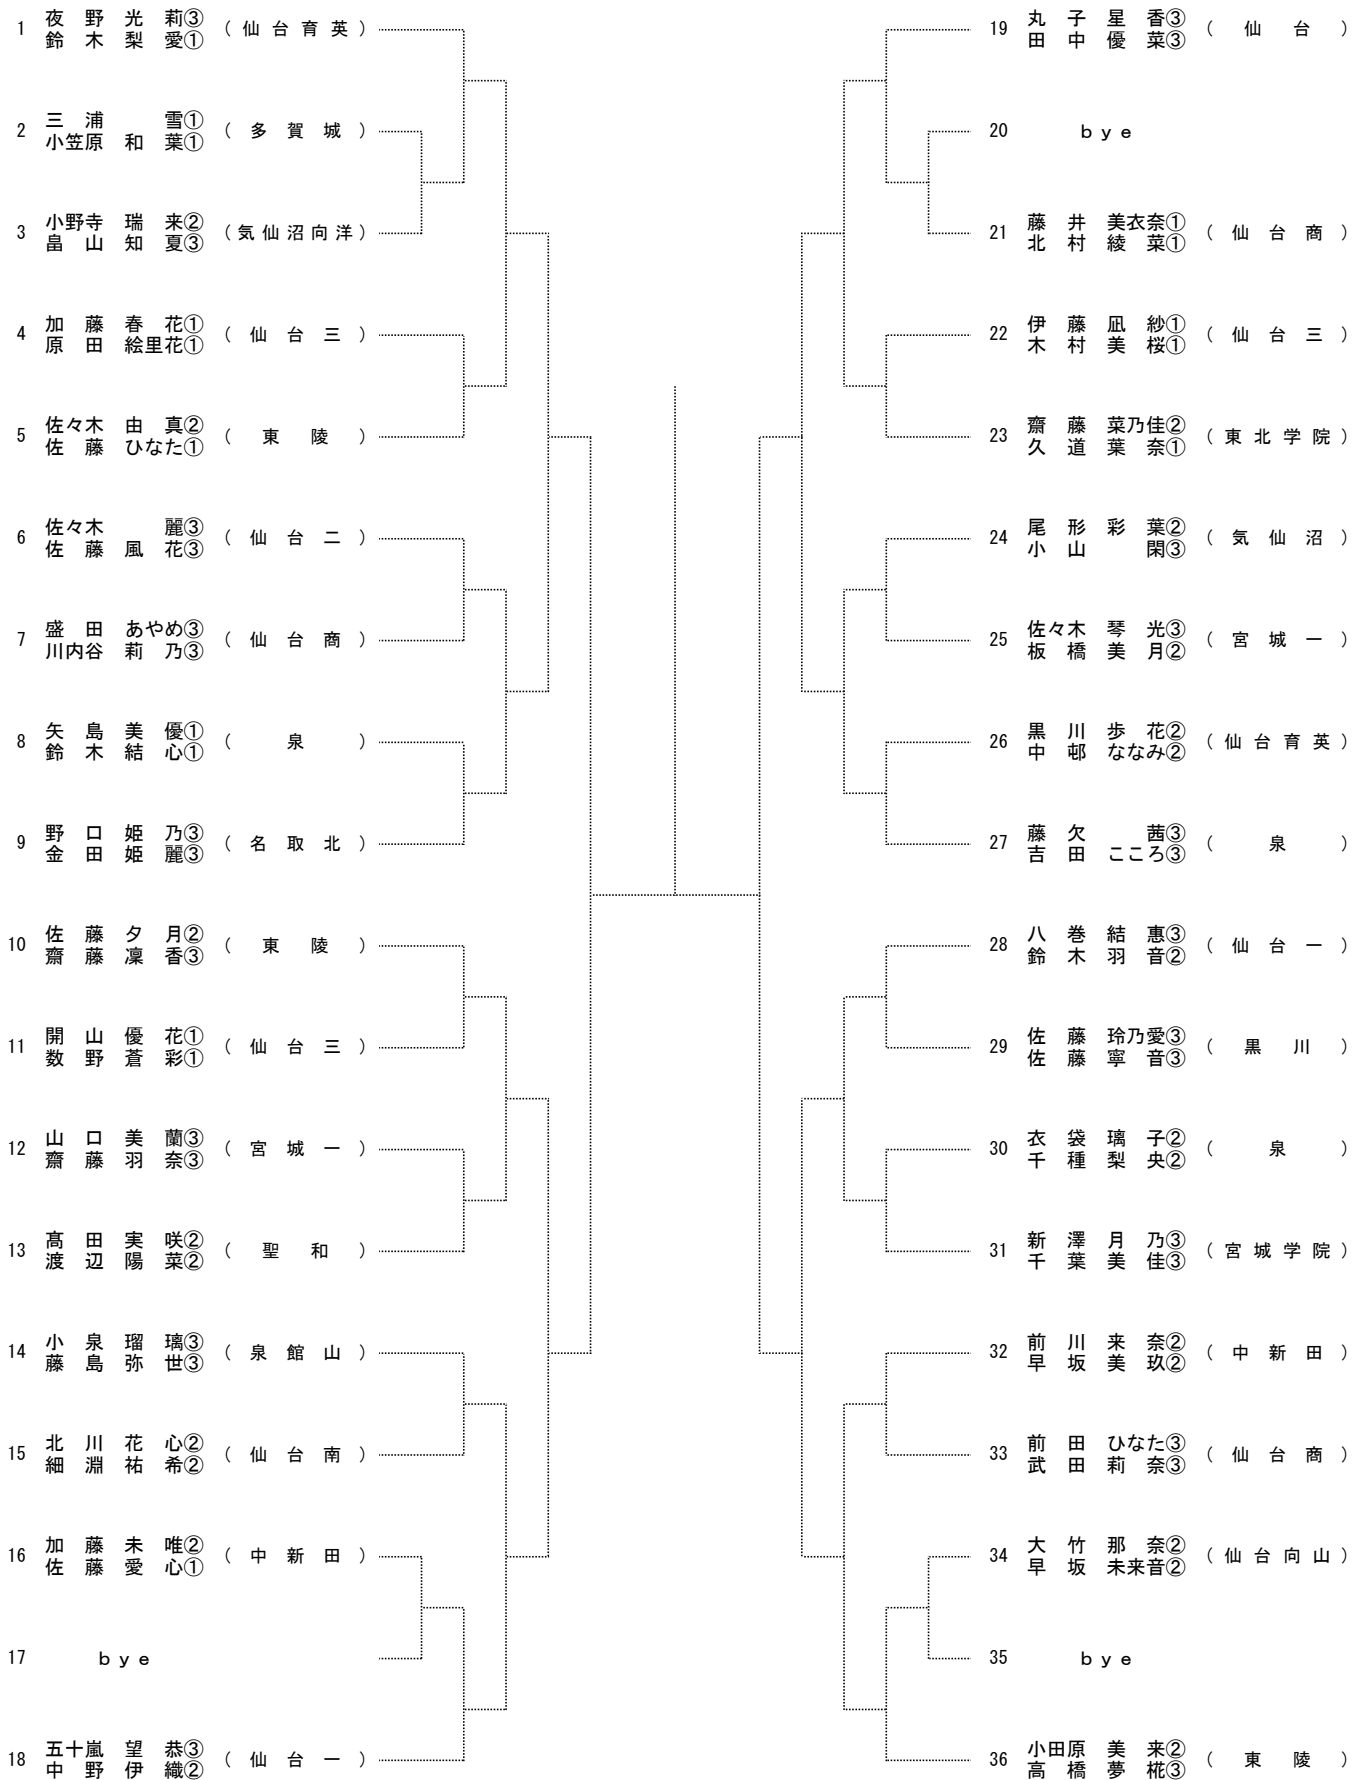 1 夜 野 光 莉③ ( 仙 台 育 英 )
鈴 木 梨 愛①
2 三 浦 雪① ( 多 賀 城 )
小笠原 和 葉①
3 小野寺 瑞 来② ( 気 仙 沼 向 洋 )
畠 山 知 夏③
4 加 藤 春 花① ( 仙 台 三 )
原 田 絵里花①
5 佐々木 由 真② ( 東 陵 )
佐 藤 ひなた①
6 佐々木 麗③ ( 仙 台 二 )
佐 藤 風 花③
7 盛 田 あやめ③ ( 仙 台 商 )
川内谷 莉 乃③
8 矢 島 美 優① ( 泉 )
鈴 木 結 心①
9 野 口 姫 乃③ ( 名 取 北 )
金 田 姫 麗③
10 佐 藤 夕 月② ( 東 陵 )
齋 藤 凜 香③
11 開 山 優 花① ( 仙 台 三 )
数 野 蒼 彩①
12 山 口 美 蘭③ ( 宮 城 一 )
齋 藤 羽 奈③
13 髙 田 実 咲② ( 聖 和 )
渡 辺 陽 菜②
14 小 泉 瑠 璃③ ( 泉 館 山 )
藤 島 弥 世③
15 北 川 花 心② ( 仙 台 南 )
細 淵 祐 希②
16 加 藤 未 唯② ( 中 新 田 )
佐 藤 愛 心①
17 ｂｙｅ
18 五十嵐 望 恭③ ( 仙 台 一 )
中 野 伊 織②
19 丸 子 星 香③ ( 仙 台 )
田 中 優 菜③
20 ｂｙｅ
21 藤 井 美衣奈① ( 仙 台 商 )
北 村 綾 菜①
22 伊 藤 凪 紗① ( 仙 台 三 )
木 村 美 桜①
23 齋 藤 菜乃佳② ( 東 北 学 院 )
久 道 葉 奈①
24 尾 形 彩 葉② ( 気 仙 沼 )
小 山 閑③
25 佐々木 琴 光③ ( 宮 城 一 )
板 橋 美 月②
26 黒 川 歩 花② ( 仙 台 育 英 )
中 邨 ななみ②
27 藤 欠 茜③ ( 泉 )
吉 田 こころ③
28 八 巻 結 惠③ ( 仙 台 一 )
鈴 木 羽 音②
29 佐 藤 玲乃愛③ ( 黒 川 )
佐 藤 寧 音③
30 衣 袋 璃 子② ( 泉 )
千 種 梨 央②
31 新 澤 月 乃③ ( 宮 城 学 院 )
千 葉 美 佳③
32 前 川 来 奈② ( 中 新 田 )
早 坂 美 玖②
33 前 田 ひなた③ ( 仙 台 商 )
武 田 莉 奈③
34 大 竹 那 奈② ( 仙 台 向 山 )
早 坂 未来音②
35 ｂｙｅ
36 小田原 美 来② ( 東 陵 )
高 橋 夢 椛③